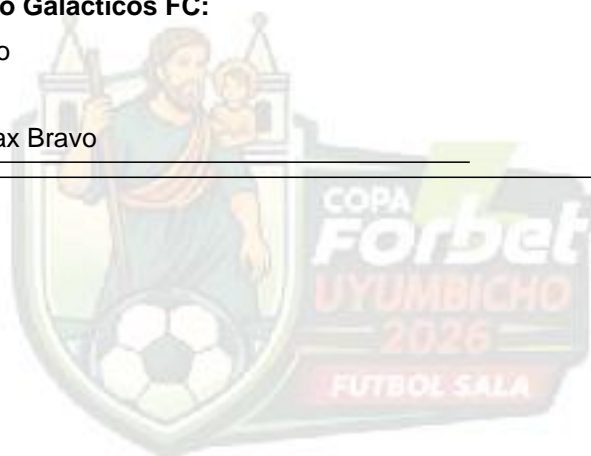 o Galácticos FC:
o
ax Bravo
COPA
Forbet
UYUMBICHO
2026
FUTBOL SALA